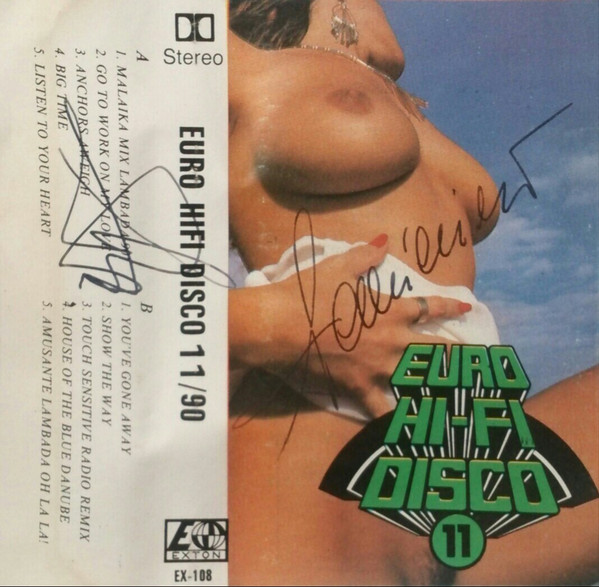 Stereo
EURO HIFI DISCO 11/90
A
1. MALAIKA MIX LAMBADA
2. GO TO WORK ON MY LOVE
3. ANCHORS AWEIGH
4. BIG TIME
5. LISTEN TO YOUR HEART
B
1. YOU'VE GONE AWAY
2. SHOW THE WAY
3. TOUCH SENSITIVE RADIO REMIX
4. HOUSE OF THE BLUE DANUBE
5. AMUSANTE LAMBADA OH LA LA!
EXTON
EX-108
EURO
HI-FI
DISCO
11